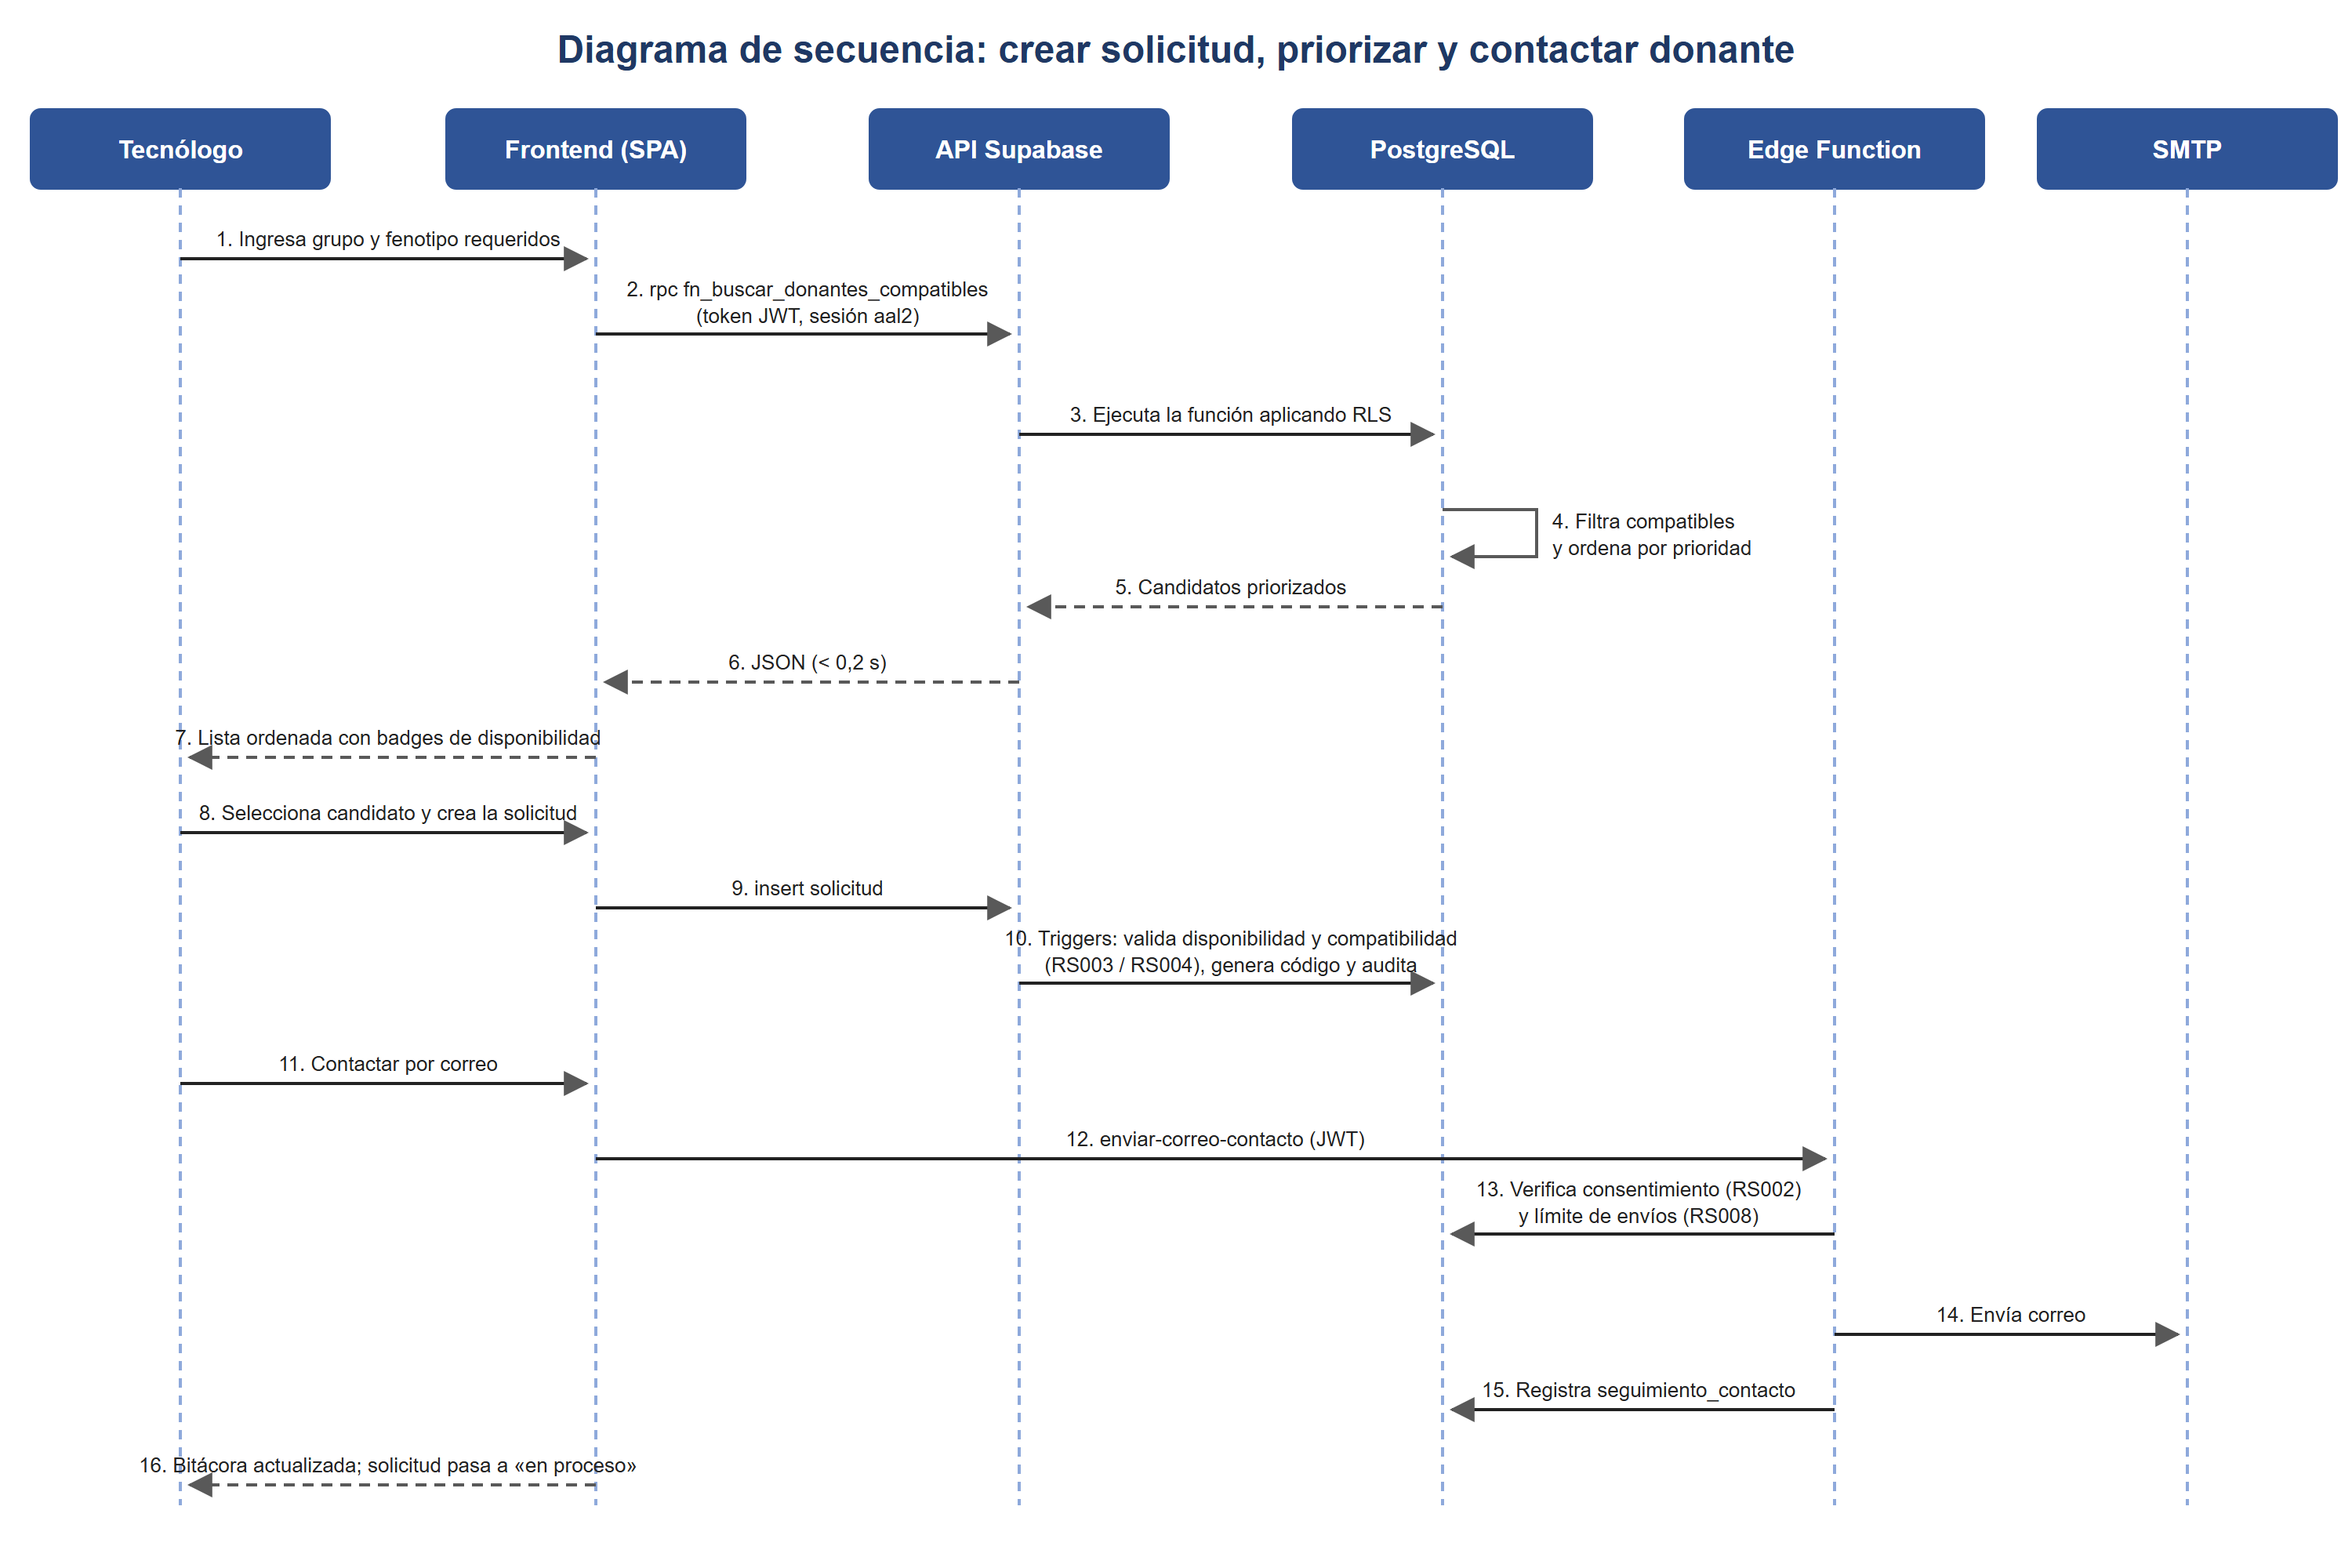 Diagrama de secuencia: crear solicitud, priorizar y contactar donante
Tecnólogo
Frontend (SPA)
API Supabase
PostgreSQL
Edge Function
SMTP
1. Ingresa grupo y fenotipo requeridos
2. rpc fn_buscar_donantes_compatibles
(token JWT, sesión aal2)
3. Ejecuta la función aplicando RLS
4. Filtra compatibles
y ordena por prioridad
5. Candidatos priorizados
6. JSON (< 0,2 s)
7. Lista ordenada con badges de disponibilidad
8. Selecciona candidato y crea la solicitud
9. insert solicitud
10. Triggers: valida disponibilidad y compatibilidad
(RS003 / RS004), genera código y audita
11. Contactar por correo
12. enviar-correo-contacto (JWT)
13. Verifica consentimiento (RS002)
y límite de envíos (RS008)
14. Envía correo
15. Registra seguimiento_contacto
16. Bitácora actualizada; solicitud pasa a «en proceso»